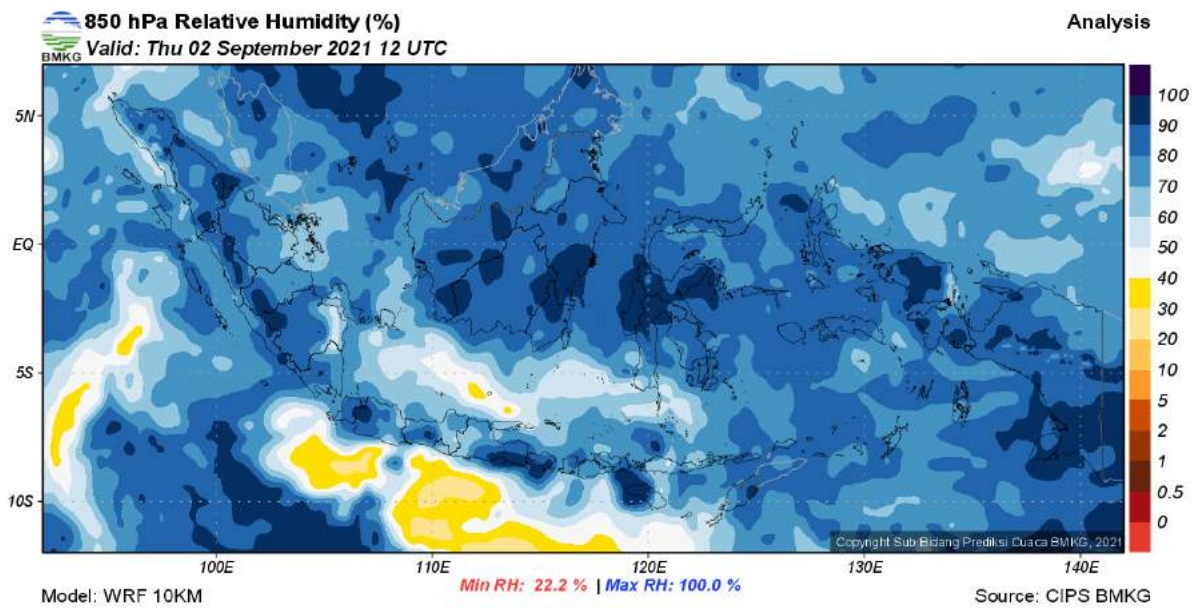 850 hPa Relative Humidity (%)
Analysis
BMKG
Valid: Thu 02 September 2021 12 UTC
5N
EQ
5S
10S
100
90
80
70
60
50
40
30
20
10
5
2
1
0.5
0
Copyright Sub Bidang Prediksi Cuaca BMKG, 2021
100E
110E
120E
130E
140E
Model: WRF 10KM
Min RH: 22.2 % | Max RH: 100.0 %
Source: CIPS BMKG